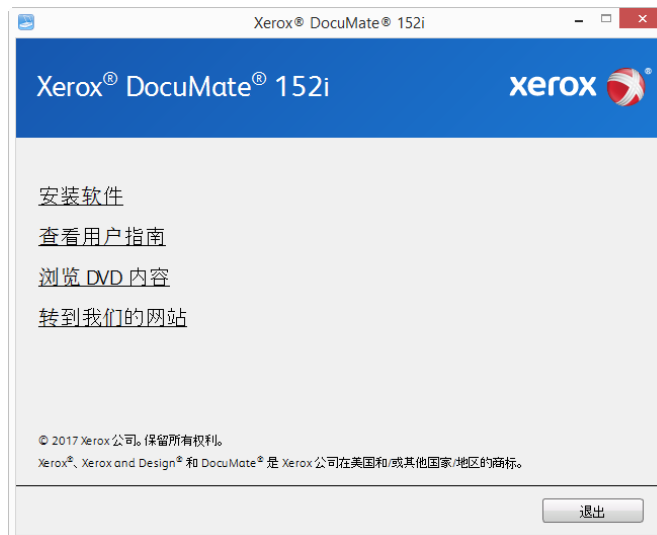 Xerox® DocuMate® 152i
Xerox® DocuMate® 152i
xerox ®
安装软件
查看用户指南
浏览 DVD 内容
转到我们的网站
© 2017 Xerox 公司。保留所有权利。
Xerox®、Xerox and Design® 和 DocuMate® 是 Xerox 公司在美国和/或其他国家/地区的商标。
退出